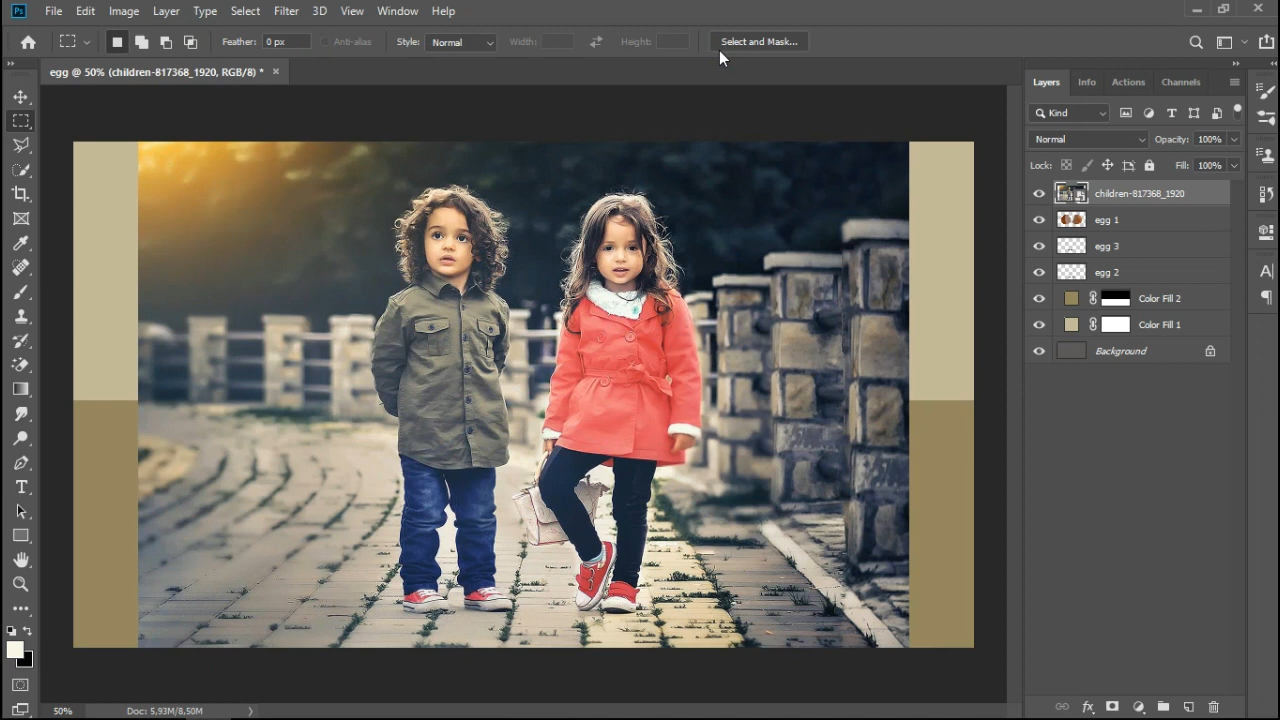 Ps File Edit Image Layer Type Select Filter 3D View Window Help
Feather: 0 px Anti-alias Style: Normal Width: Height: Select and Mask...
egg @ 50% (children-817368_1920, RGB/8) * ×
Layers Info Actions Channels
Kind
Normal Opacity: 100%
Lock: Fill: 100%
children-817368_1920
egg 1
egg 3
egg 2
Color Fill 2
Color Fill 1
Background
50% Doc: 5,93M/8,50M